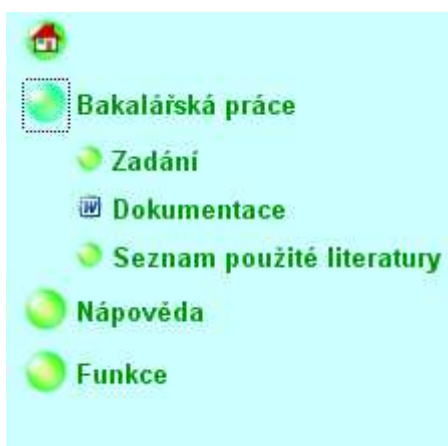 Bakalářská práce
Zadání
Dokumentace
Seznam použité literatury
Nápověda
Funkce